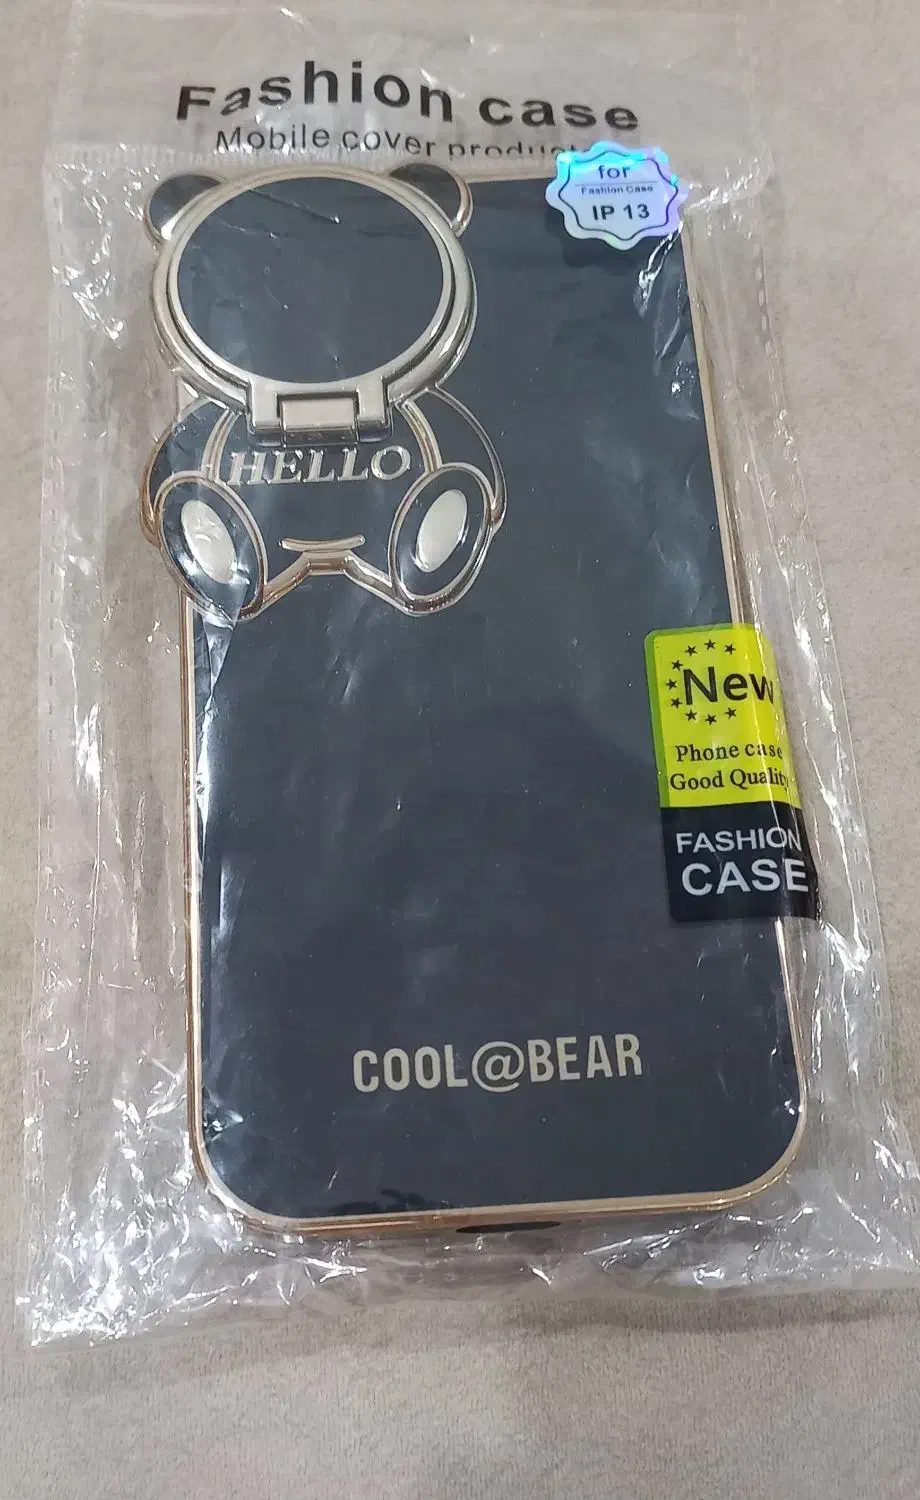 Fashion case
Mobile cover products
for
Fashion Case
IP 13
HELLO
New
Phone case
Good Quality
FASHION
CASE
COOL@BEAR